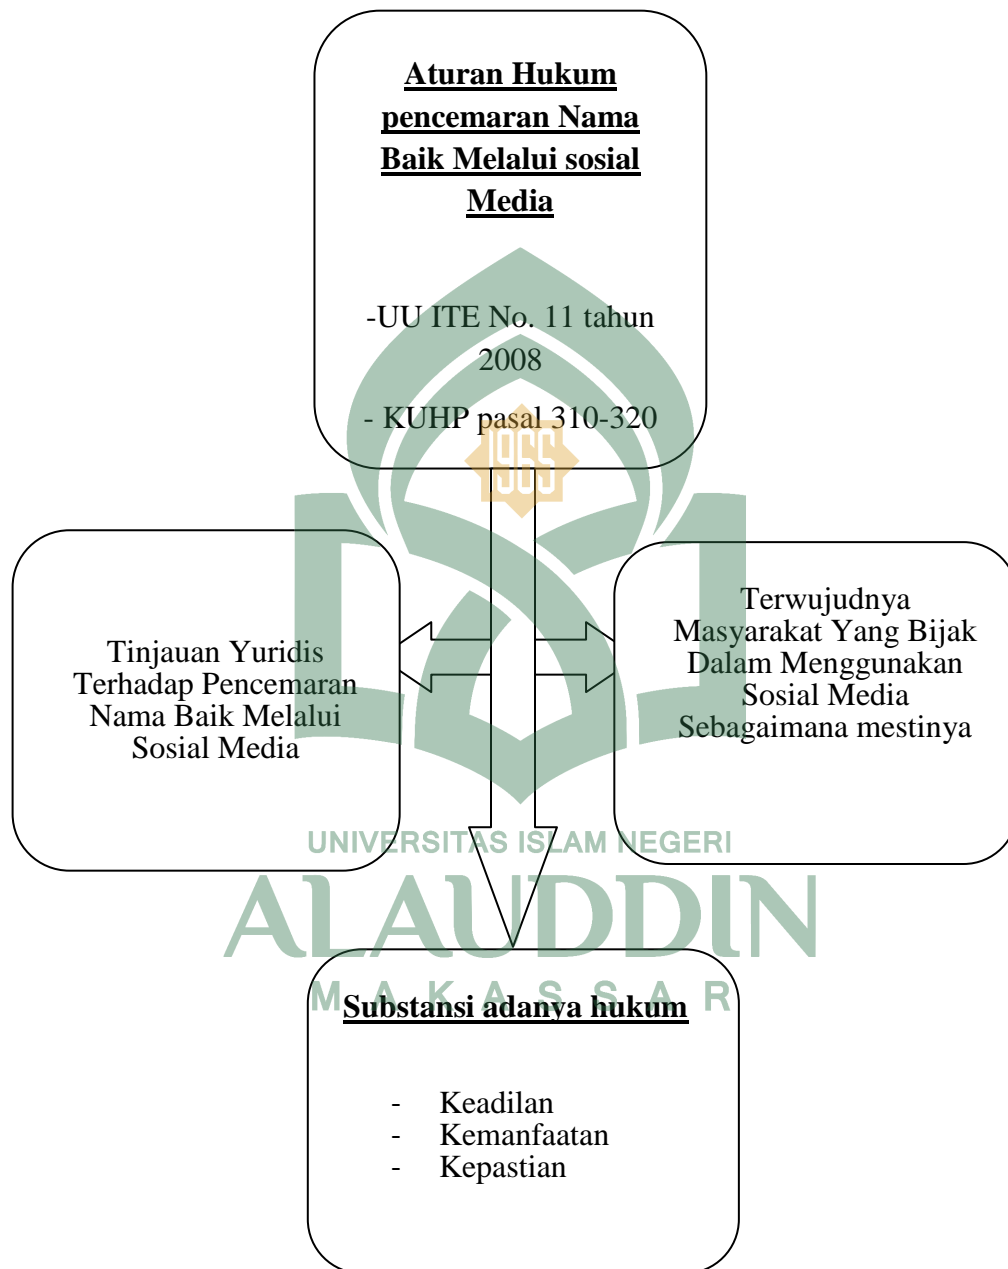 Aturan Hukum
pencemaran Nama
Baik Melalui sosial
Media
-UU ITE No. 11 tahun
2008
- KUHP pasal 310-320
1965
Tinjauan Yuridis
Terhadap Pencemaran
Nama Baik Melalui
Sosial Media
Terwujudnya
Masyarakat Yang Bijak
Dalam Menggunakan
Sosial Media
Sebagaimana mestinya
UNIVERSITAS ISLAM NEGERI
ALAUDDIN
MAKASSAR
Substansi adanya hukum
- Keadilan
- Kemanfaatan
- Kepastian